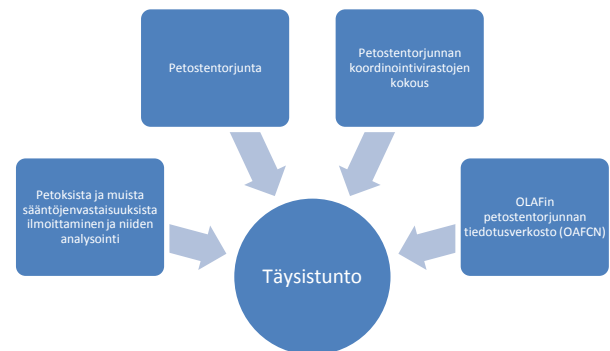 Petostentorjunta
Petostentorjunnan
koordinointivirastojen
kokous
Petoksista ja muista
sääntöjenvastaisuuksista
ilmoittaminen ja niiden
analysointi
OLAFin
petostentorjunnan
tiedotusverkosto (OAFCN)
Täysistunto